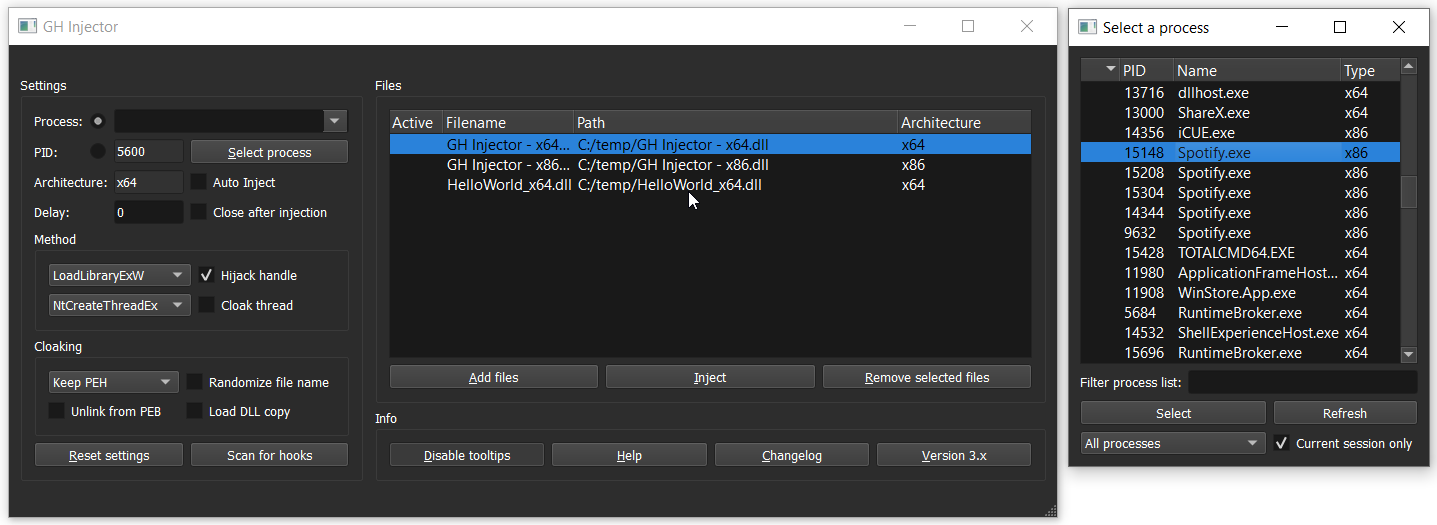 GH Injector
Settings
Process:
PID: 5600 Select process
Architecture: x64 Auto Inject
Delay: 0 Close after injection
Method
LoadLibraryExW Hijack handle
NtCreateThreadEx Cloak thread
Cloaking
Keep PEH Randomize file name
Unlink from PEB Load DLL copy
Reset settings Scan for hooks
Files
Active Filename Path Architecture
GH Injector - x64... C:/temp/GH Injector - x64.dll x64
GH Injector - x86... C:/temp/GH Injector - x86.dll x86
HelloWorld_x64.dll C:/temp/HelloWorld_x64.dll x64
Add files Inject Remove selected files
Info
Disable tooltips Help Changelog Version 3.x
Select a process
PID Name Type
13716 dllhost.exe x64
13000 ShareX.exe x64
14356 iCUE.exe x86
15148 Spotify.exe x86
15208 Spotify.exe x86
15304 Spotify.exe x86
14344 Spotify.exe x86
9632 Spotify.exe x86
15428 TOTALCMD64.EXE x64
11980 ApplicationFrameHost... x64
11908 WinStore.App.exe x64
5684 RuntimeBroker.exe x64
14532 ShellExperienceHost.exe x64
15696 RuntimeBroker.exe x64
Filter process list:
Select Refresh
All processes Current session only